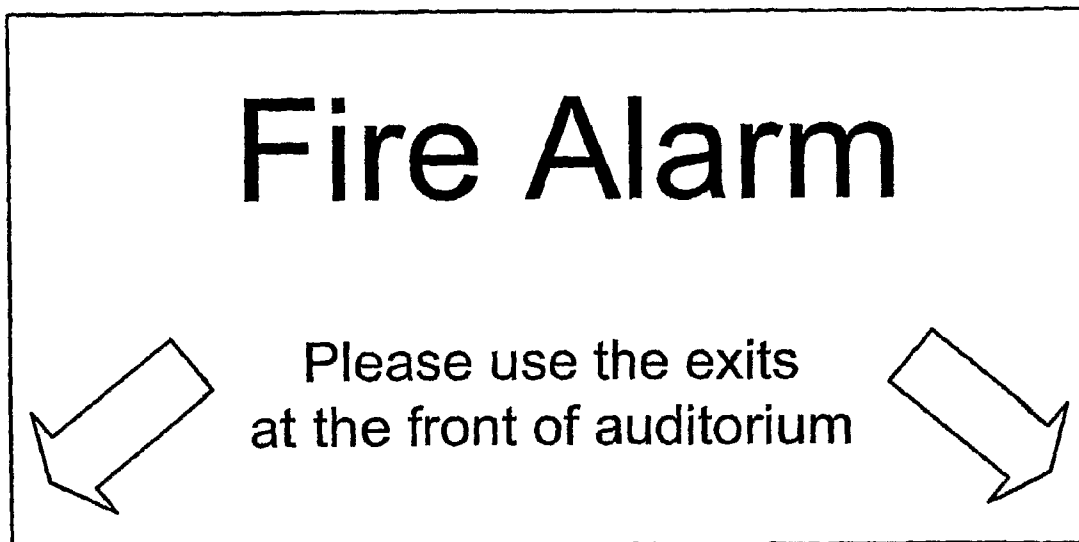 Fire Alarm
Please use the exits
at the front of auditorium